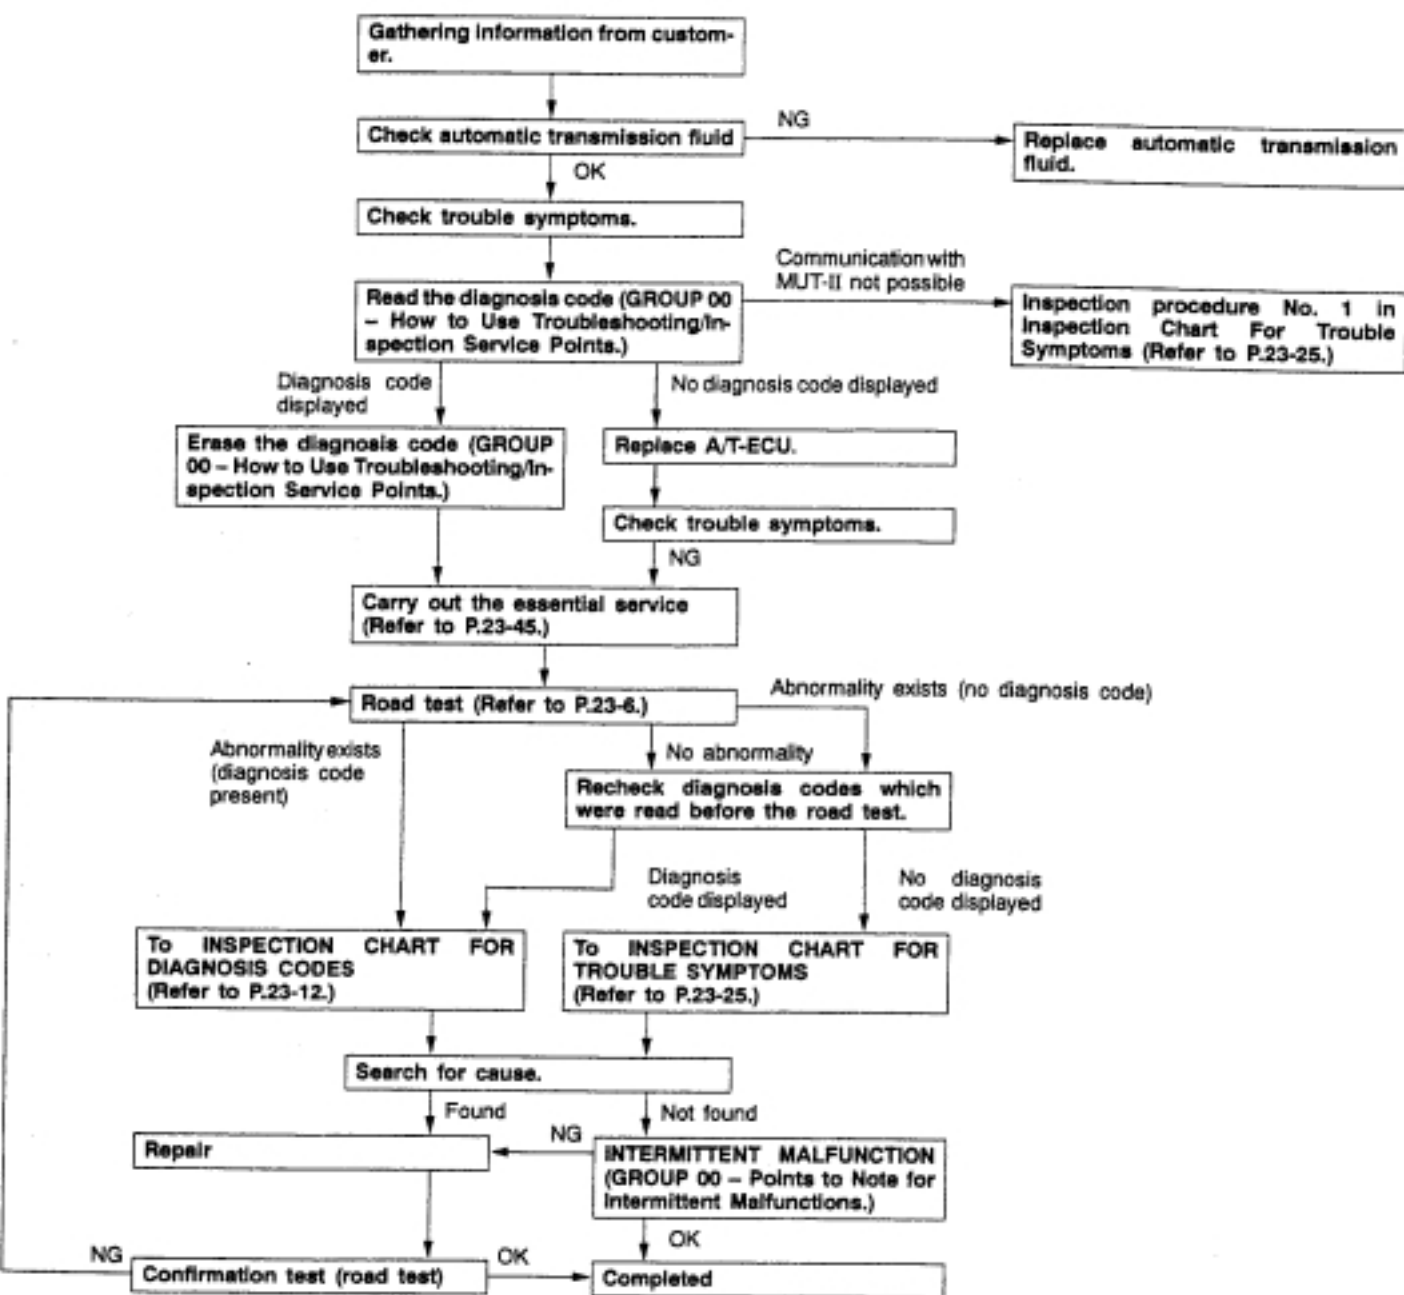 Gathering information from custom-
er.
Check automatic transmission fluid
NG
Replace automatic transmission
fluid.
OK
Check trouble symptoms.
Communication with
MUT-II not possible
Read the diagnosis code (GROUP 00
– How to Use Troubleshooting/In-
spection Service Points.)
Inspection procedure No. 1 in
Inspection Chart For Trouble
Symptoms (Refer to P.23-25.)
Diagnosis code
displayed
No diagnosis code displayed
Erase the diagnosis code (GROUP
00 – How to Use Troubleshooting/In-
spection Service Points.)
Replace A/T-ECU.
Check trouble symptoms.
NG
Carry out the essential service
(Refer to P.23-45.)
Road test (Refer to P.23-6.)
Abnormality exists (no diagnosis code)
Abnormality exists
(diagnosis code
present)
No abnormality
Recheck diagnosis codes which
were read before the road test.
Diagnosis
code displayed
No diagnosis
code displayed
To INSPECTION CHART FOR
DIAGNOSIS CODES
(Refer to P.23-12.)
To INSPECTION CHART FOR
TROUBLE SYMPTOMS
(Refer to P.23-25.)
Search for cause.
Found
Not found
Repair
NG
INTERMITTENT MALFUNCTION
(GROUP 00 – Points to Note for
Intermittent Malfunctions.)
OK
NG
Confirmation test (road test)
OK
Completed